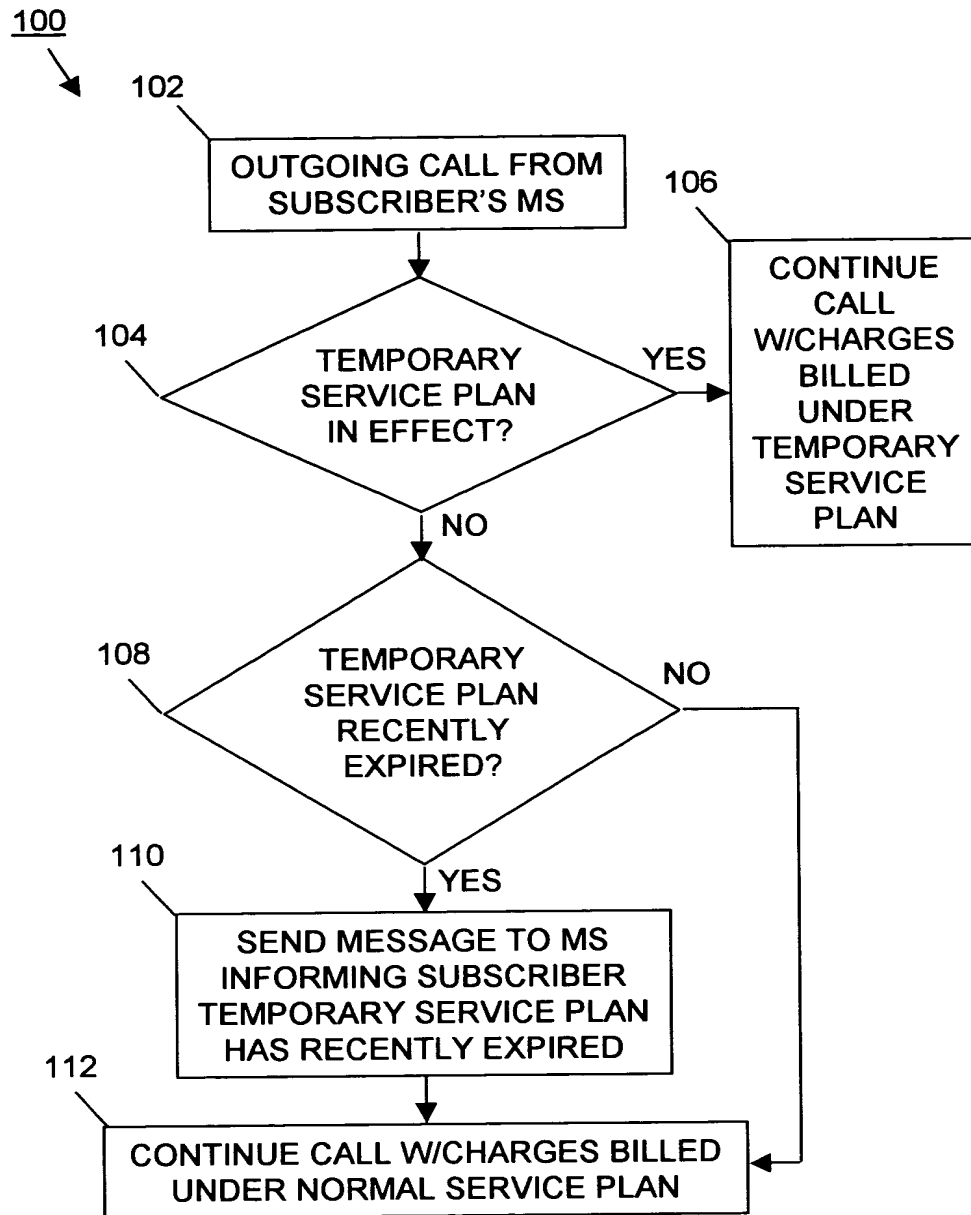 100
102
OUTGOING CALL FROM
SUBSCRIBER'S MS
106
CONTINUE
CALL
W/CHARGES
BILLED
UNDER
TEMPORARY
SERVICE
PLAN
104
TEMPORARY
SERVICE PLAN
IN EFFECT?
YES
NO
108
TEMPORARY
SERVICE PLAN
RECENTLY
EXPIRED?
NO
YES
110
SEND MESSAGE TO MS
INFORMING SUBSCRIBER
TEMPORARY SERVICE PLAN
HAS RECENTLY EXPIRED
112
CONTINUE CALL W/CHARGES BILLED
UNDER NORMAL SERVICE PLAN